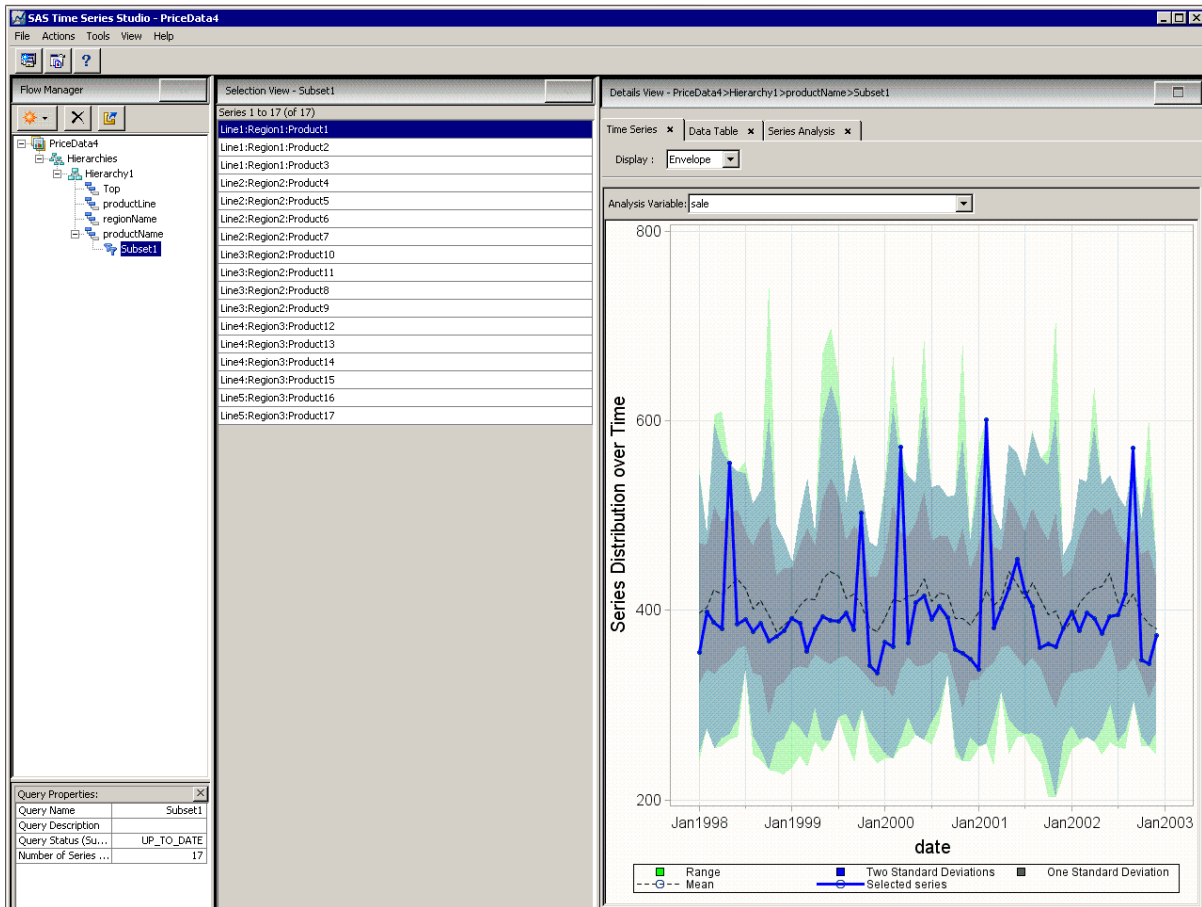 SAS Time Series Studio - PriceData4
File Actions Tools View Help
Flow Manager
PriceData4
Hierarchies
Hierarchy1
Top
productLine
regionName
productName
Subset1
Query Properties:
Query Name Subset1
Query Description
Query Status (Su... UP_TO_DATE
Number of Series ... 17
Selection View - Subset1
Series 1 to 17 (of 17)
Line1:Region1:Product1
Line1:Region1:Product2
Line1:Region1:Product3
Line2:Region2:Product4
Line2:Region2:Product5
Line2:Region2:Product6
Line2:Region2:Product7
Line3:Region2:Product10
Line3:Region2:Product11
Line3:Region2:Product8
Line3:Region2:Product9
Line4:Region3:Product12
Line4:Region3:Product13
Line4:Region3:Product14
Line4:Region3:Product15
Line5:Region3:Product16
Line5:Region3:Product17
Details View - PriceData4>Hierarchy1>productName>Subset1
Time Series Data Table Series Analysis
Display : Envelope
Analysis Variable: sale
Series Distribution over Time
800
600
400
200
Jan1998 Jan1999 Jan2000 Jan2001 Jan2002 Jan2003
date
Range Two Standard Deviations One Standard Deviation
Mean Selected series